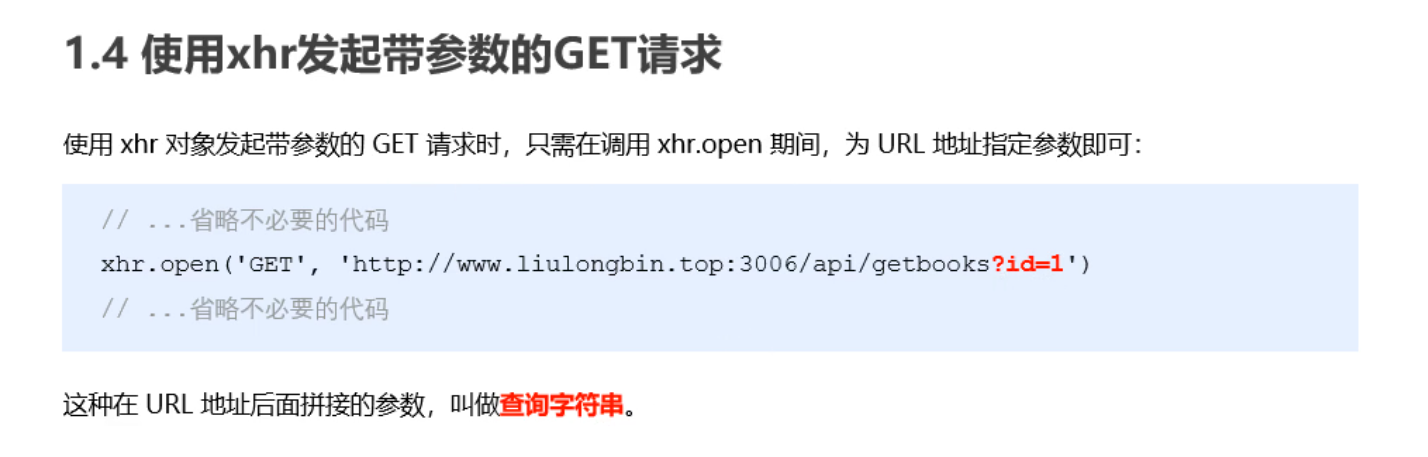 1.4 使用xhr发起带参数的GET请求
使用 xhr 对象发起带参数的 GET 请求时，只需在调用 xhr.open 期间，为 URL 地址指定参数即可：
// ...省略不必要的代码
xhr.open('GET', 'http://www.liulongbin.top:3006/api/getbooks?id=1')
// ...省略不必要的代码
这种在 URL 地址后面拼接的参数，叫做查询字符串。